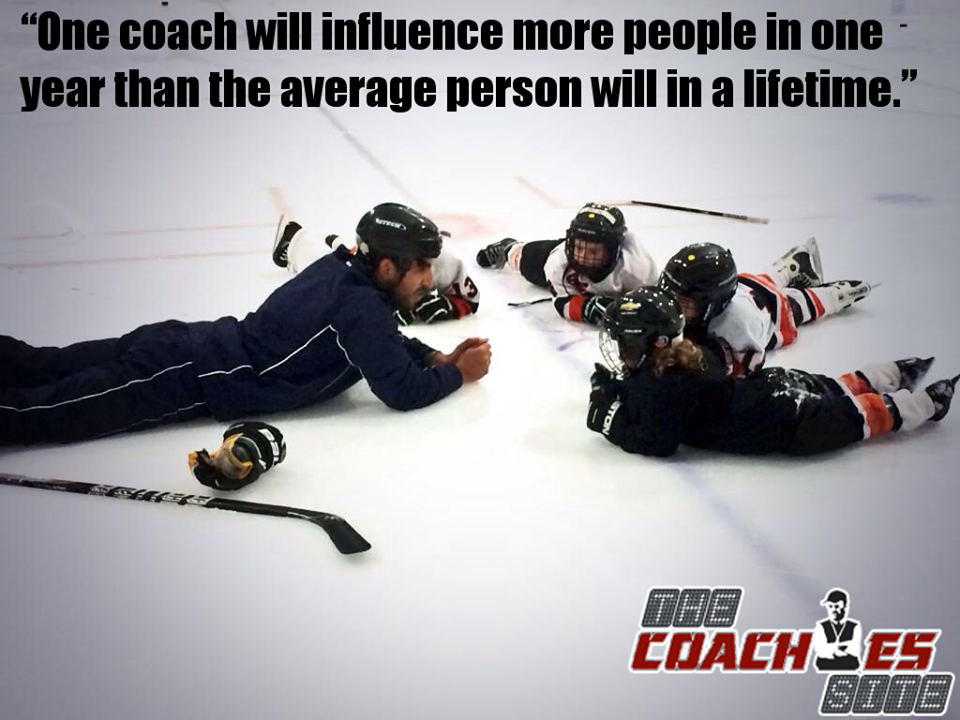 “One coach will influence more people in one
year than the average person will in a lifetime.”
THE
COACHES
SITE